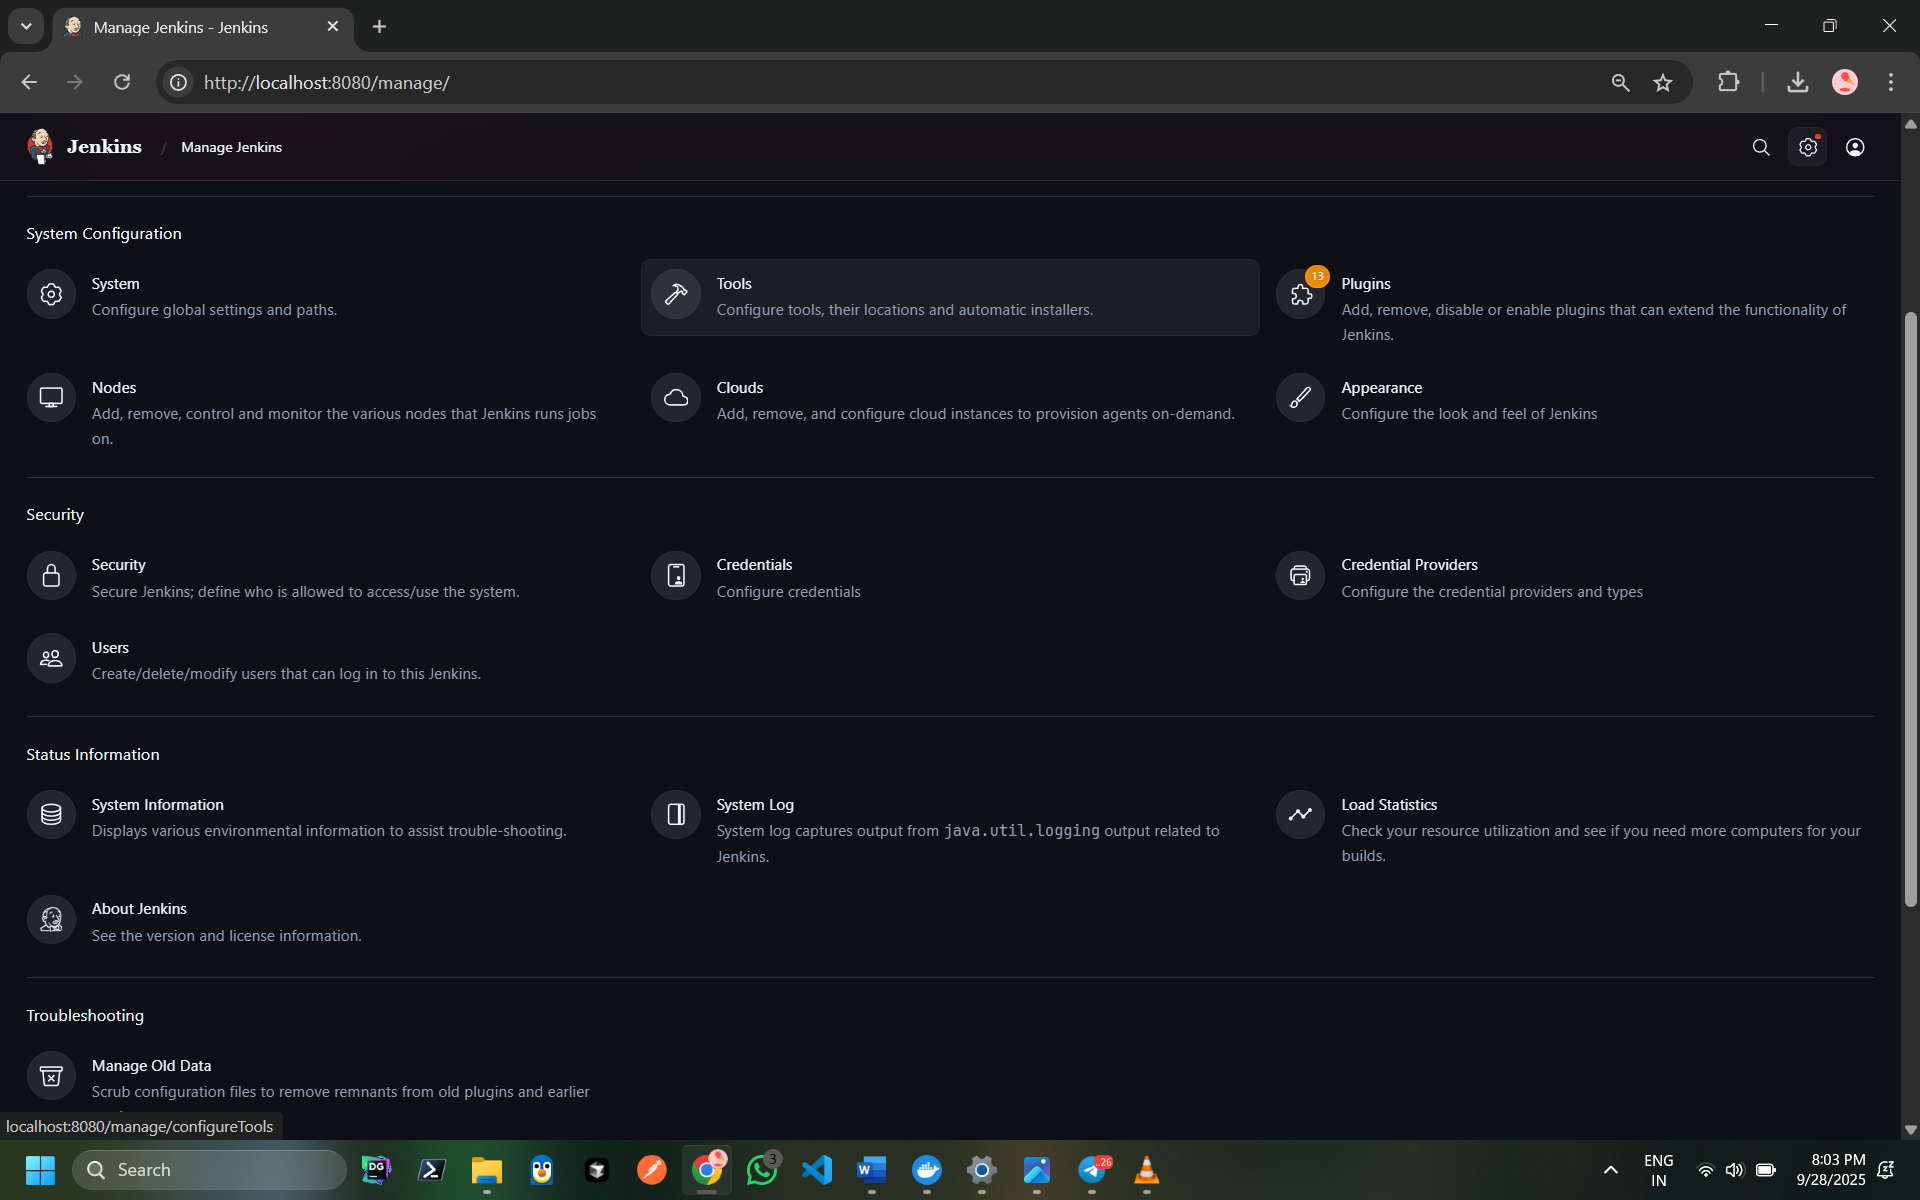 Manage Jenkins - Jenkins
http://localhost:8080/manage/
Jenkins / Manage Jenkins
System Configuration
System
Configure global settings and paths.
Tools
Configure tools, their locations and automatic installers.
13
Plugins
Add, remove, disable or enable plugins that can extend the functionality of
Jenkins.
Nodes
Add, remove, control and monitor the various nodes that Jenkins runs jobs
on.
Clouds
Add, remove, and configure cloud instances to provision agents on-demand.
Appearance
Configure the look and feel of Jenkins
Security
Security
Secure Jenkins; define who is allowed to access/use the system.
Credentials
Configure credentials
Credential Providers
Configure the credential providers and types
Users
Create/delete/modify users that can log in to this Jenkins.
Status Information
System Information
Displays various environmental information to assist trouble-shooting.
System Log
System log captures output from java.util.logging output related to
Jenkins.
Load Statistics
Check your resource utilization and see if you need more computers for your
builds.
About Jenkins
See the version and license information.
Troubleshooting
Manage Old Data
Scrub configuration files to remove remnants from old plugins and earlier
localhost:8080/manage/configureTools
Search
DG
3
W
26
ENG
IN
8:03 PM
9/28/2025